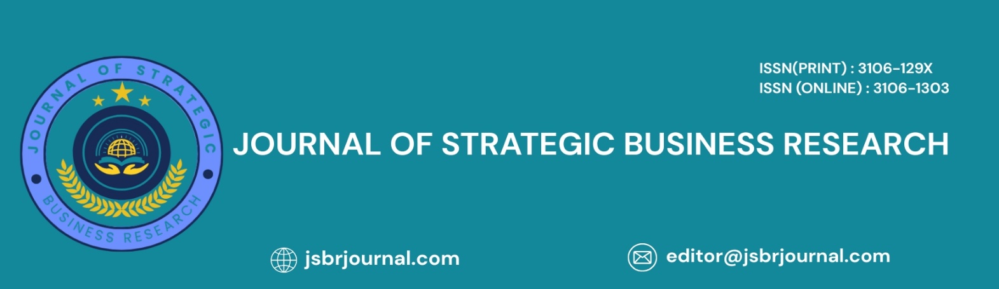 JOURNAL OF STRATEGIC
BUSINESS RESEARCH
ISSN(PRINT) : 3106-129X
ISSN (ONLINE) : 3106-1303
JOURNAL OF STRATEGIC BUSINESS RESEARCH
jsbrjournal.com
editor@jsbrjournal.com